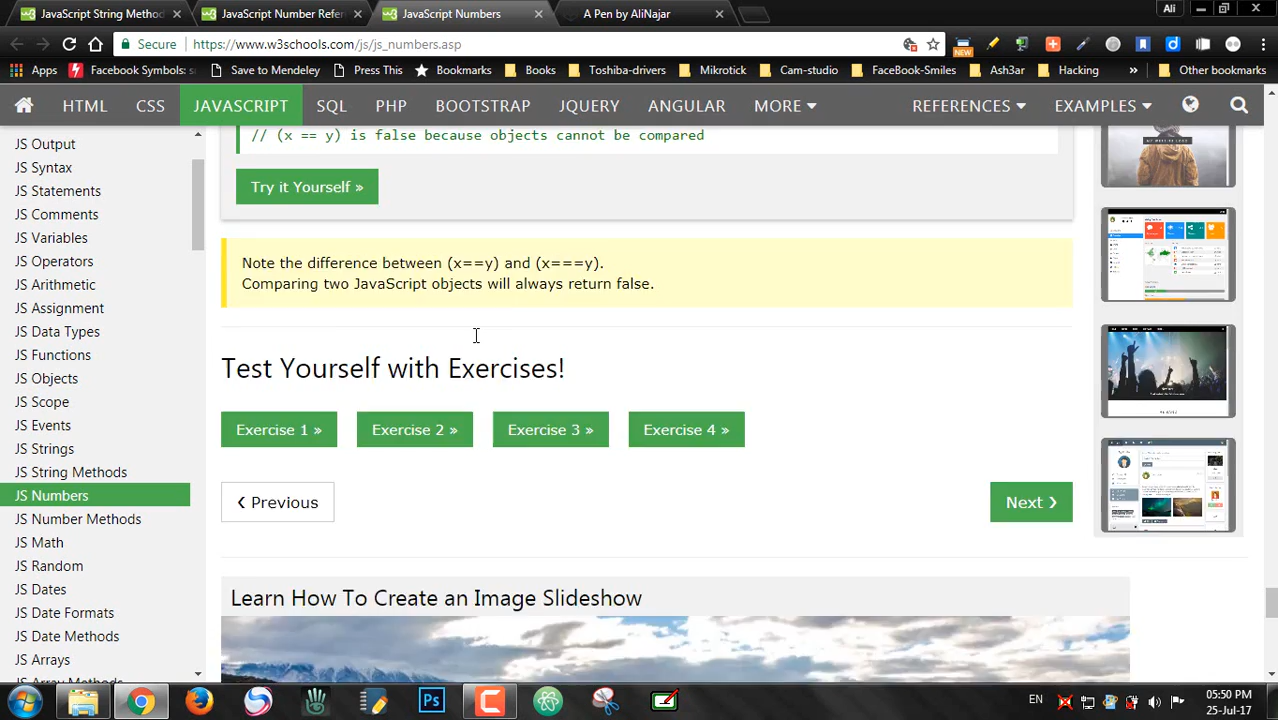 JavaScript String Method
JavaScript Number Refer
JavaScript Numbers
A Pen by AliNajar
Ali
Secure
https://www.w3schools.com/js/js_numbers.asp
NEW
Apps
Facebook Symbols: s
Save to Mendeley
Press This
Bookmarks
Books
Toshiba-drivers
Mikrotick
Cam-studio
FaceBook-Smiles
Ash3ar
Hacking
»
Other bookmarks
HTML
CSS
JAVASCRIPT
SQL
PHP
BOOTSTRAP
JQUERY
ANGULAR
MORE
REFERENCES
EXAMPLES
JS Output
JS Syntax
JS Statements
JS Comments
JS Variables
JS Operators
JS Arithmetic
JS Assignment
JS Data Types
JS Functions
JS Objects
JS Scope
JS Events
JS Strings
JS String Methods
JS Numbers
JS Number Methods
JS Math
JS Random
JS Dates
JS Date Formats
JS Date Methods
JS Arrays
// (x == y) is false because objects cannot be compared
Try it Yourself »
Note the difference between (x==y) and (x===y).
Comparing two JavaScript objects will always return false.
Test Yourself with Exercises!
Exercise 1 »
Exercise 2 »
Exercise 3 »
Exercise 4 »
❮ Previous
Next ❯
Learn How To Create an Image Slideshow
Ps
EN
05:50 PM
25-Jul-17